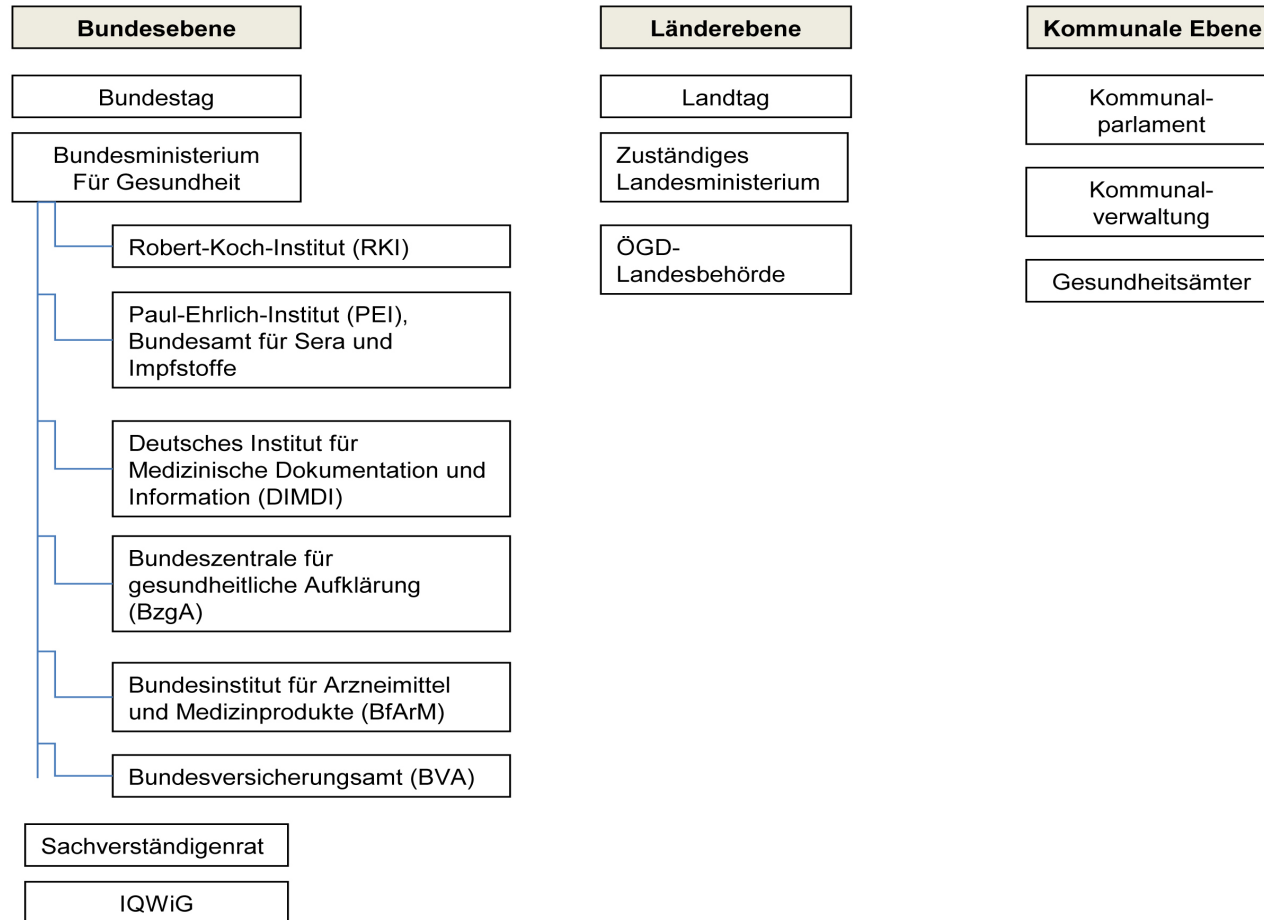 Bundesebene
Bundestag
Bundesministerium
Für Gesundheit
Robert-Koch-Institut (RKI)
Paul-Ehrlich-Institut (PEI),
Bundesamt für Sera und
Impfstoffe
Deutsches Institut für
Medizinische Dokumentation und
Information (DIMDI)
Bundeszentrale für
gesundheitliche Aufklärung
(BzgA)
Bundesinstitut für Arzneimittel
und Medizinprodukte (BfArM)
Bundesversicherungsamt (BVA)
Sachverständigenrat
IQWiG
Länderebene
Landtag
Zuständiges
Landesministerium
ÖGD-
Landesbehörde
Kommunale Ebene
Kommunal-
parlament
Kommunal-
verwaltung
Gesundheitsämter